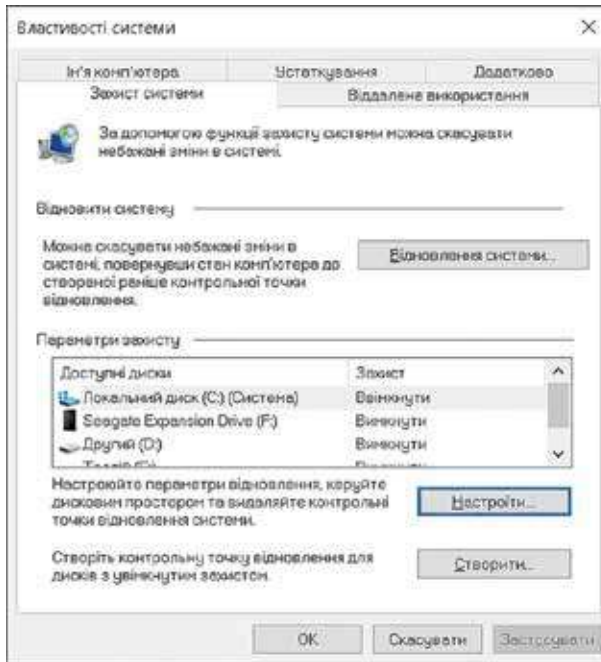 Властивості системи
Ім'я комп'ютера
Устаткування
Додатково
Захист системи
Віддалене використання
За допомогою функції захисту системи можна скасувати
небажані зміни в системі.
Відновити систему
Можна скасувати небажані зміни в
системі, повернувши стан комп'ютера до
створеної раніше контрольної точки
відновлення.
Відновлення системи...
Параметри захисту
Доступні диски
Захист
Локальний диск (C:) (Система)
Ввімкнути
Seagate Expansion Drive (F:)
Вимкнути
Другий (D:)
Вимкнути
Настроюйте параметри відновлення, керуйте
дисковим простором та видаляйте контрольні
точки відновлення системи.
Настроїти...
Створіть контрольну точку відновлення для
дисків з увімкнутим захистом.
Створити...
OK
Скасувати
Застосувати